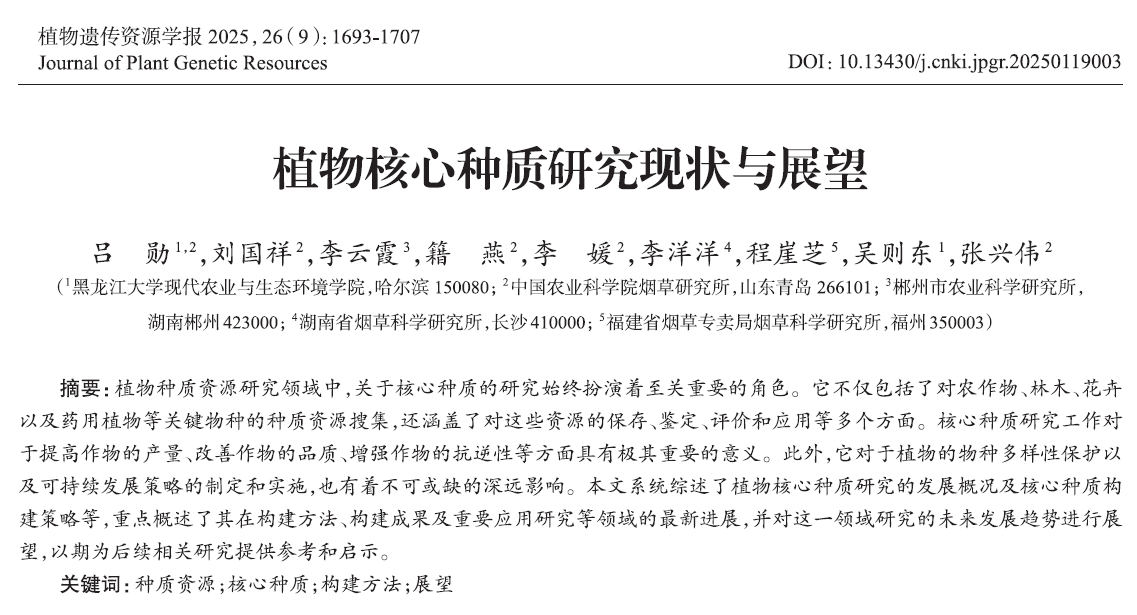 植物遗传资源学报 2025, 26(9): 1693-1707
Journal of Plant Genetic Resources
DOI: 10.13430/j.cnki.jpgr.20250119003
植物核心种质研究现状与展望
吕 勋1,2,刘国祥2,李云霞3,籍 燕2,李 媛2,李洋洋4,程崖芝5,吴则东1,张兴伟2
(1黑龙江大学现代农业与生态环境学院,哈尔滨 150080; 2中国农业科学院烟草研究所,山东青岛 266101; 3郴州市农业科学研究所,
湖南郴州 423000; 4湖南省烟草科学研究所,长沙 410000; 5福建省烟草专卖局烟草科学研究所,福州 350003)
摘要:植物种质资源研究领域中,关于核心种质的研究始终扮演着至关重要的角色。它不仅包括了对农作物、林木、花卉
以及药用植物等关键物种的种质资源搜集,还涵盖了对这些资源的保存、鉴定、评价和应用等多个方面。核心种质研究工作对
于提高作物的产量、改善作物的品质、增强作物的抗逆性等方面具有极其重要的意义。此外,它对于植物的物种多样性保护以
及可持续发展策略的制定和实施,也有着不可或缺的深远影响。本文系统综述了植物核心种质研究的发展概况及核心种质构
建策略等,重点概述了其在构建方法、构建成果及重要应用研究等领域的最新进展,并对这一领域研究的未来发展趋势进行展
望,以期为后续相关研究提供参考和启示。
关键词:种质资源;核心种质;构建方法;展望